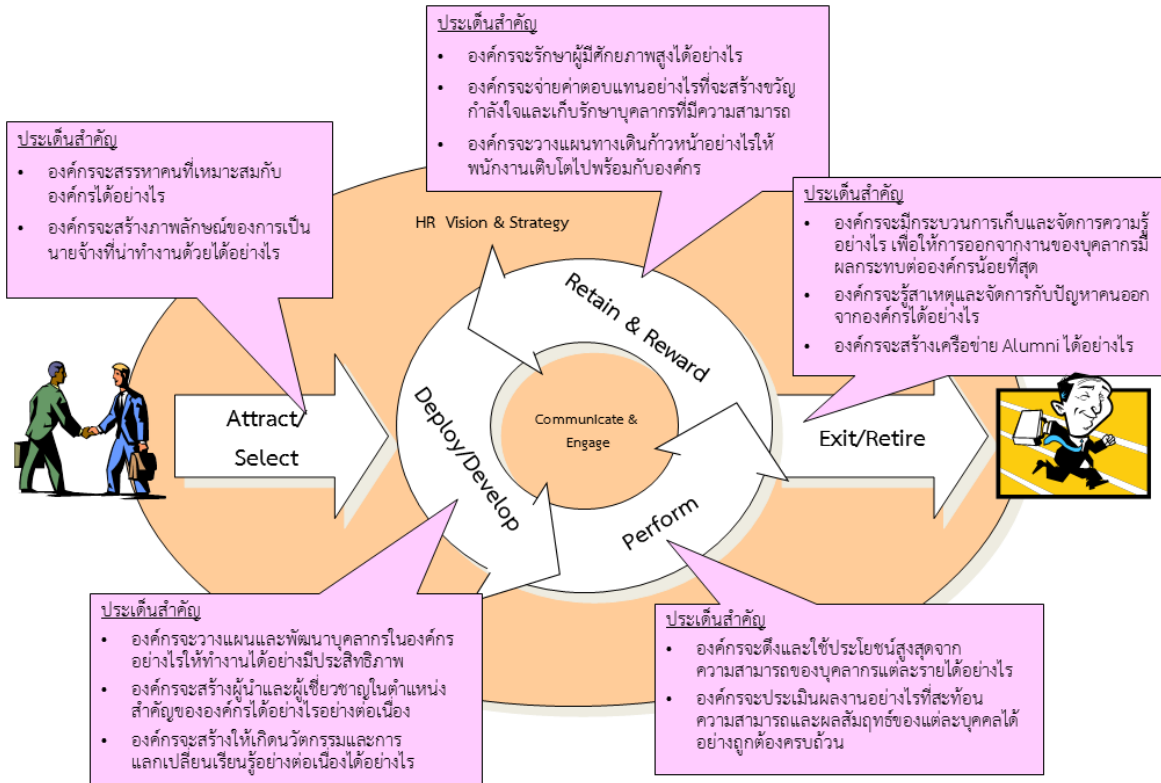 ประเด็นสำคัญ
• องค์กรจะรักษาผู้มีศักยภาพสูงได้อย่างไร
• องค์กรจะจ่ายค่าตอบแทนอย่างไรที่จะสร้างขวัญ
กำลังใจและเก็บรักษาบุคลากรที่มีความสามารถ
• องค์กรจะวางแผนทางเดินก้าวหน้าอย่างไรให้
พนักงานเติบโตไปพร้อมกับองค์กร
ประเด็นสำคัญ
• องค์กรจะสรรหาคนที่เหมาะสมกับ
องค์กรได้อย่างไร
• องค์กรจะสร้างภาพลักษณ์ของการเป็น
นายจ้างที่น่าทำงานด้วยได้อย่างไร
ประเด็นสำคัญ
• องค์กรจะมีกระบวนการเก็บและจัดการความรู้
อย่างไร เพื่อให้การออกจากงานของบุคลากรมี
ผลกระทบต่อองค์กรน้อยที่สุด
• องค์กรจะรู้สาเหตุและจัดการกับปัญหาคนออก
จากองค์กรได้อย่างไร
• องค์กรจะสร้างเครือข่าย Alumni ได้อย่างไร
HR Vision & Strategy
Retain & Reward
Attract/
Select
Deploy/Develop
Communicate &
Engage
Exit/Retire
Perform
ประเด็นสำคัญ
• องค์กรจะวางแผนและพัฒนาบุคลากรในองค์กร
อย่างไรให้ทำงานได้อย่างมีประสิทธิภาพ
• องค์กรจะสร้างผู้นำและผู้เชี่ยวชาญในตำแหน่ง
สำคัญขององค์กรได้อย่างไรอย่างต่อเนื่อง
• องค์กรจะสร้างให้เกิดนวัตกรรมและการ
แลกเปลี่ยนเรียนรู้อย่างต่อเนื่องได้อย่างไร
ประเด็นสำคัญ
• องค์กรจะดึงและใช้ประโยชน์สูงสุดจาก
ความสามารถของบุคลากรแต่ละรายได้อย่างไร
• องค์กรจะประเมินผลงานอย่างไรที่สะท้อน
ความสามารถและผลสัมฤทธ์ของแต่ละบุคคลได้
อย่างถูกต้องครบถ้วน